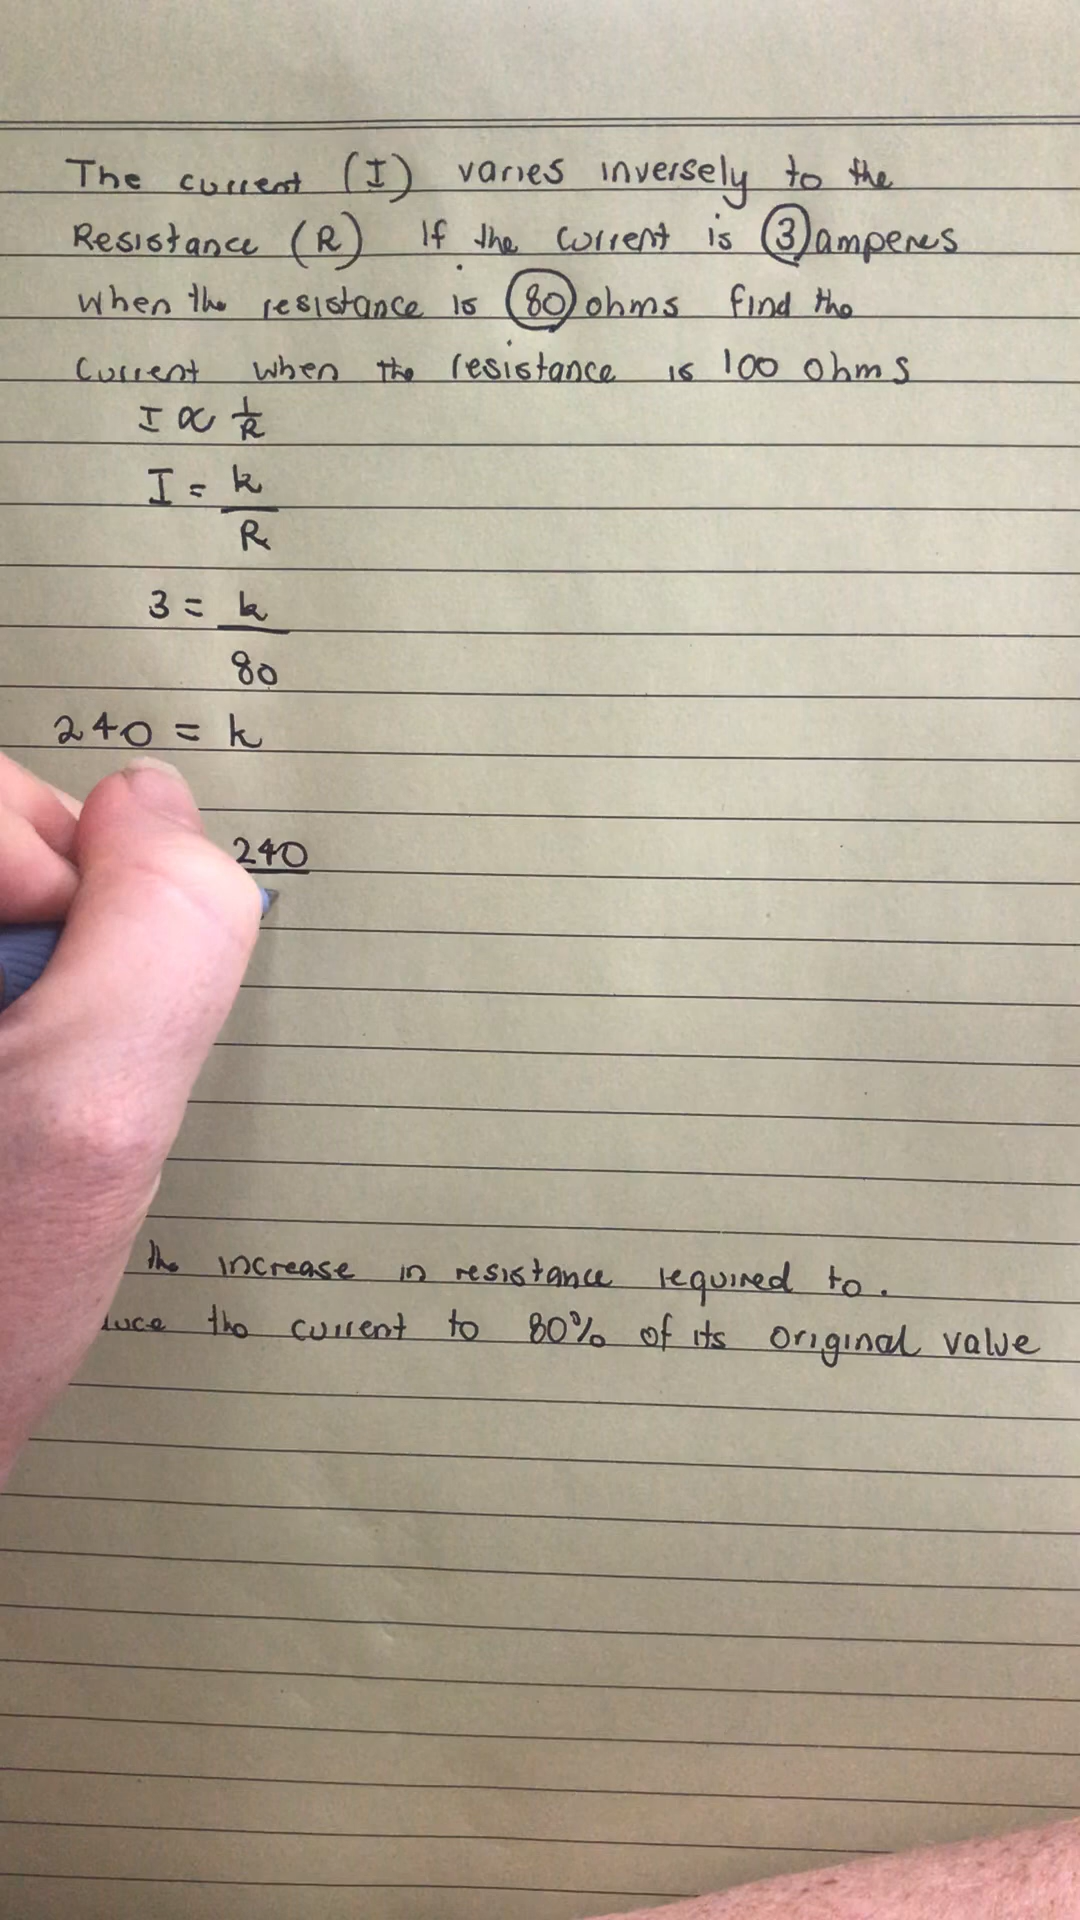 The current (I) varies inversely to the
Resistance (R) If the current is 3 amperes
when the resistance is 80 ohms find the
current when the resistance is 100 ohms
I ∝ 1/R
I = k/R
3 = k/80
240 = k
240
the increase in resistance required to.
the current to 80% of its original value